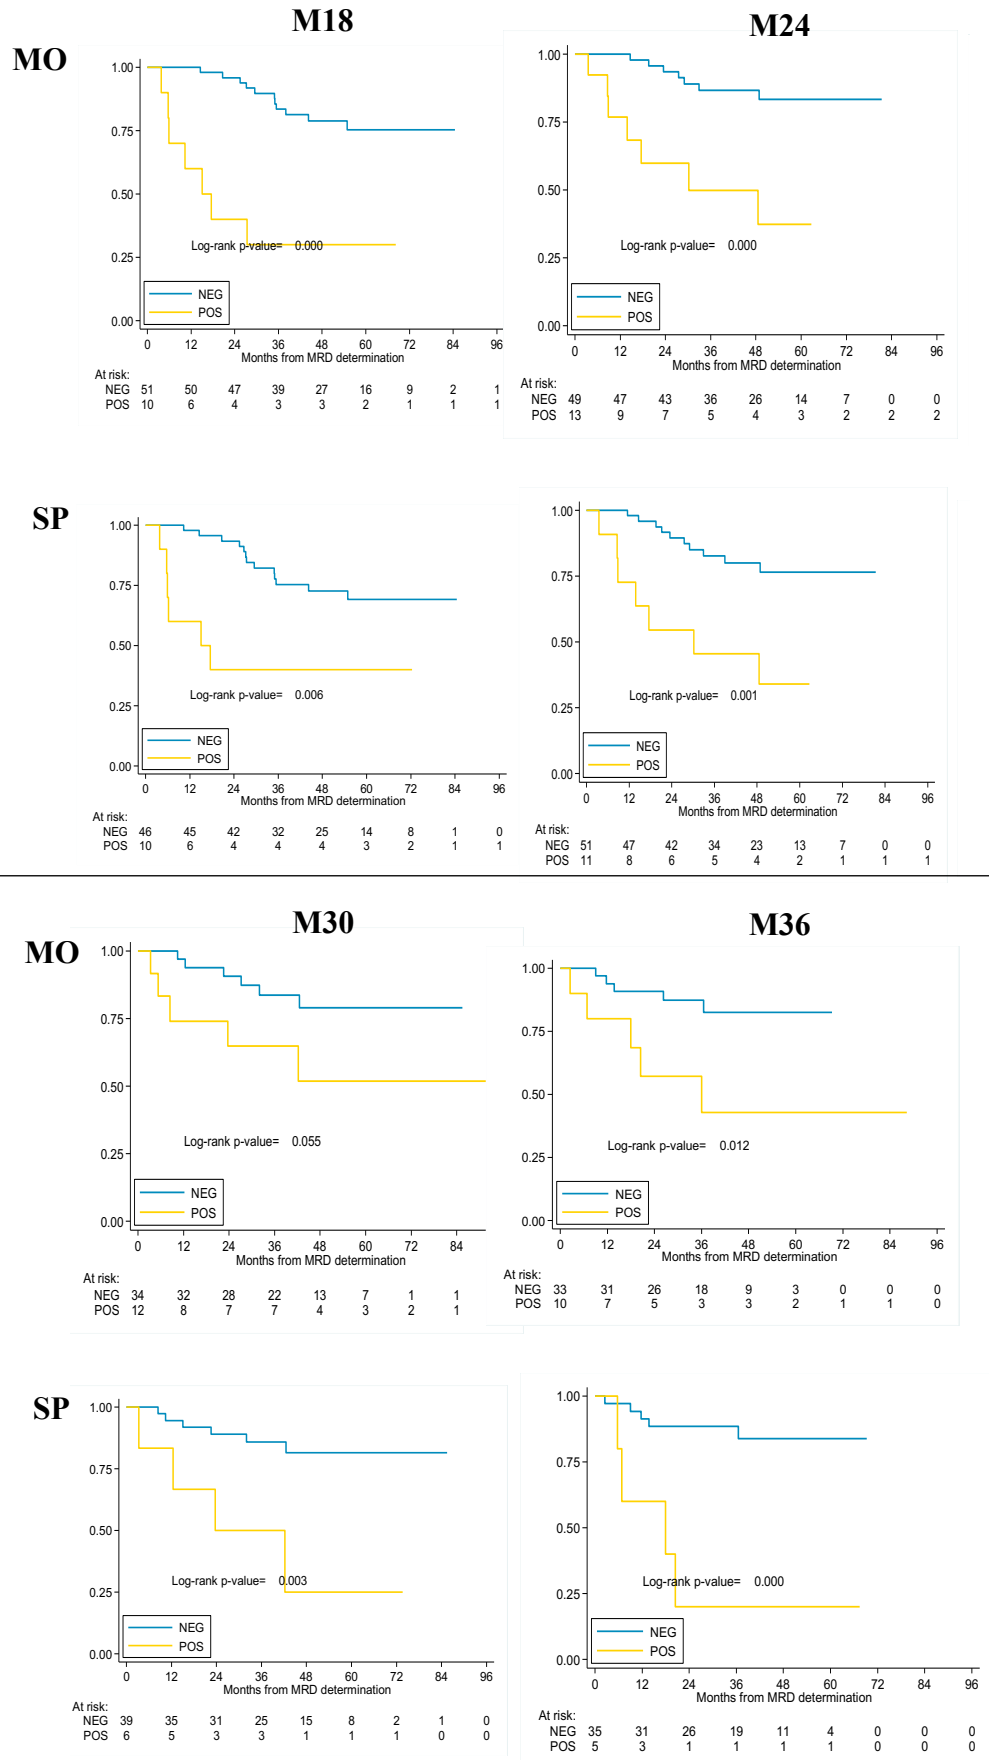 M18
M24
MO
1.00
0.75
0.50
0.25
0.00
Log-rank p-value= 0.000
NEG
POS
0 12 24 36 48 60 72 84 96
Months from MRD determination
At risk:
NEG 51 50 47 39 27 16 9 2 1
POS 10 6 4 3 3 2 1 1 1
1.00
0.75
0.50
0.25
0.00
Log-rank p-value= 0.000
NEG
POS
0 12 24 36 48 60 72 84 96
Months from MRD determination
At risk:
NEG 49 47 43 36 26 14 7 0 0
POS 13 9 7 5 4 3 2 2 2
SP
1.00
0.75
0.50
0.25
0.00
Log-rank p-value= 0.006
NEG
POS
0 12 24 36 48 60 72 84 96
Months from MRD determination
At risk:
NEG 46 45 42 32 25 14 8 1 0
POS 10 6 4 4 4 3 2 1 1
1.00
0.75
0.50
0.25
0.00
Log-rank p-value= 0.001
NEG
POS
0 12 24 36 48 60 72 84 96
Months from MRD determination
At risk:
NEG 51 47 42 34 23 13 7 0 0
POS 11 8 6 5 4 2 1 1 1
M30
M36
MO
1.00
0.75
0.50
0.25
0.00
Log-rank p-value= 0.055
NEG
POS
0 12 24 36 48 60 72 84
Months from MRD determination
At risk:
NEG 34 32 28 22 13 7 1 1
POS 12 8 7 7 4 3 2 1
1.00
0.75
0.50
0.25
0.00
Log-rank p-value= 0.012
NEG
POS
0 12 24 36 48 60 72 84 96
Months from MRD determination
At risk:
NEG 33 31 26 18 9 3 0 0 0
POS 10 7 5 3 3 2 1 1 0
SP
1.00
0.75
0.50
0.25
0.00
Log-rank p-value= 0.003
NEG
POS
0 12 24 36 48 60 72 84 96
Months from MRD determination
At risk:
NEG 39 35 31 25 15 8 2 1 0
POS 6 5 3 3 1 1 1 0 0
1.00
0.75
0.50
0.25
0.00
Log-rank p-value= 0.000
NEG
POS
0 12 24 36 48 60 72 84 96
Months from MRD determination
At risk:
NEG 35 31 26 19 11 4 0 0 0
POS 5 3 1 1 1 1 0 0 0